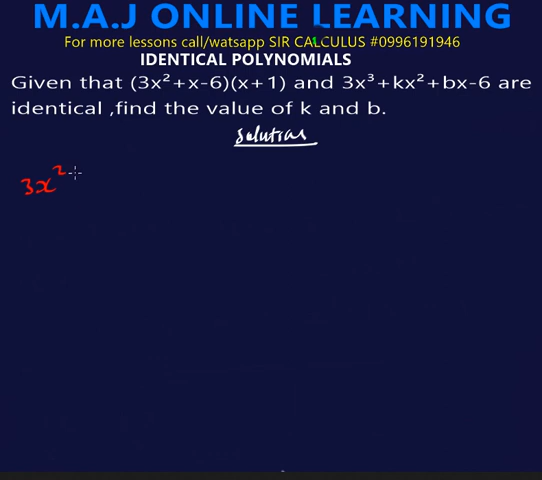 M.A.J ONLINE LEARNING
For more lessons call/watsapp SIR CALCULUS #0996191946
IDENTICAL POLYNOMIALS
Given that (3x²+x-6)(x+1) and 3x³+kx²+bx-6 are
identical ,find the value of k and b.
Solution
3x²